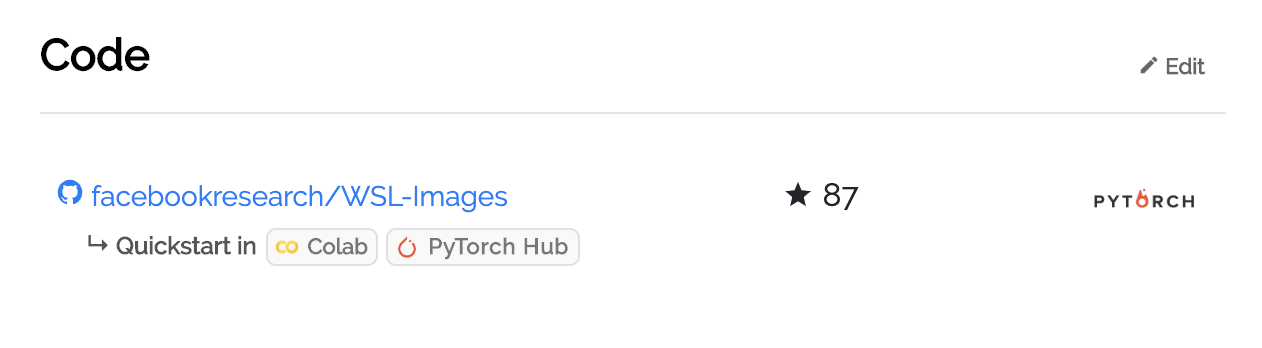 Code
Edit
facebookresearch/WSL-Images
87
PYTORCH
Quickstart in Colab PyTorch Hub